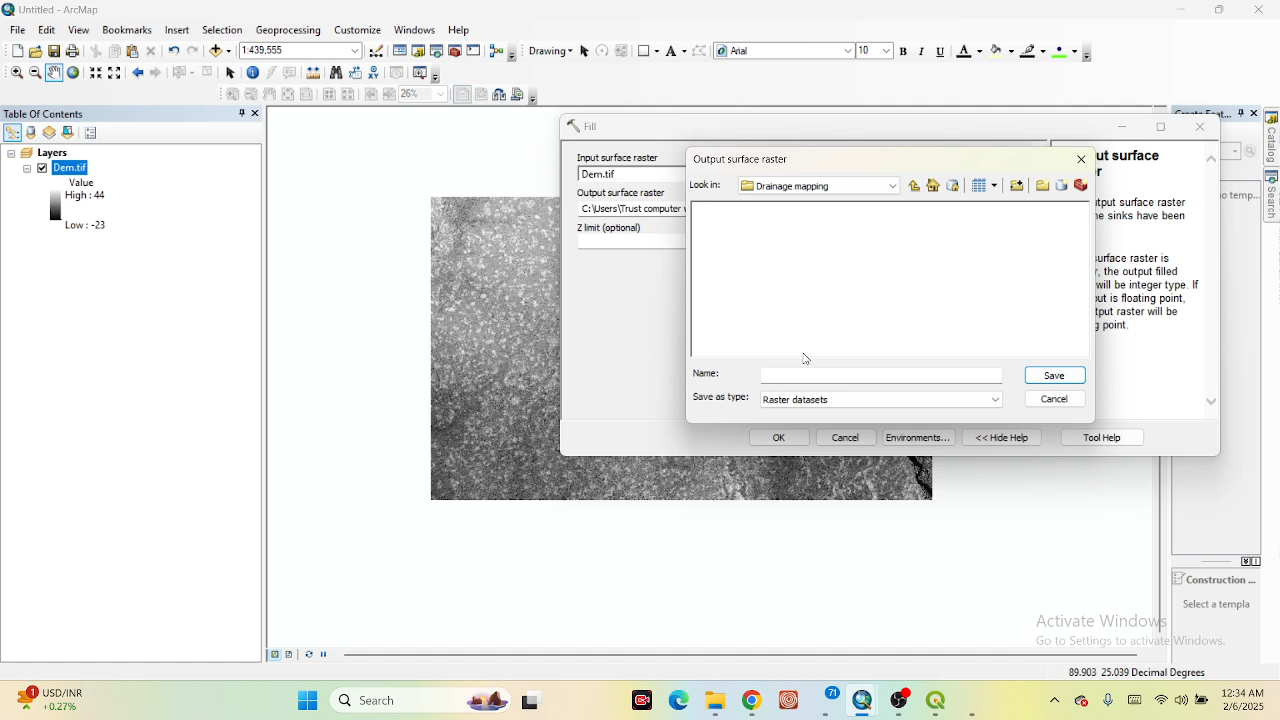 Untitled - ArcMap
File Edit View Bookmarks Insert Selection Geoprocessing Customize Windows Help
1:439,555
Drawing
Arial
10
B I U A
26%
Table Of Contents
Layers
Dem.tif
Value
High : 44
Low : -23
Fill
Input surface raster
Dem.tif
Output surface raster
C:\Users\Trust computer
Z limit (optional)
Output surface raster
Look in: Drainage mapping
Name:
Save
Save as type: Raster datasets
Cancel
OK Cancel Environments... << Hide Help Tool Help
ut surface
r
tput surface raster
e sinks have been
surface raster is
r, the output filled
will be integer type. If
ut is floating point,
tput raster will be
g point.
Catalog
Search
o temp...
Construction ...
Select a templa
Activate Windows
Go to Settings to activate Windows.
89.903 25.039 Decimal Degrees
1
USD/INR
+0.27%
Search
71
12:34 AM
2/6/2025